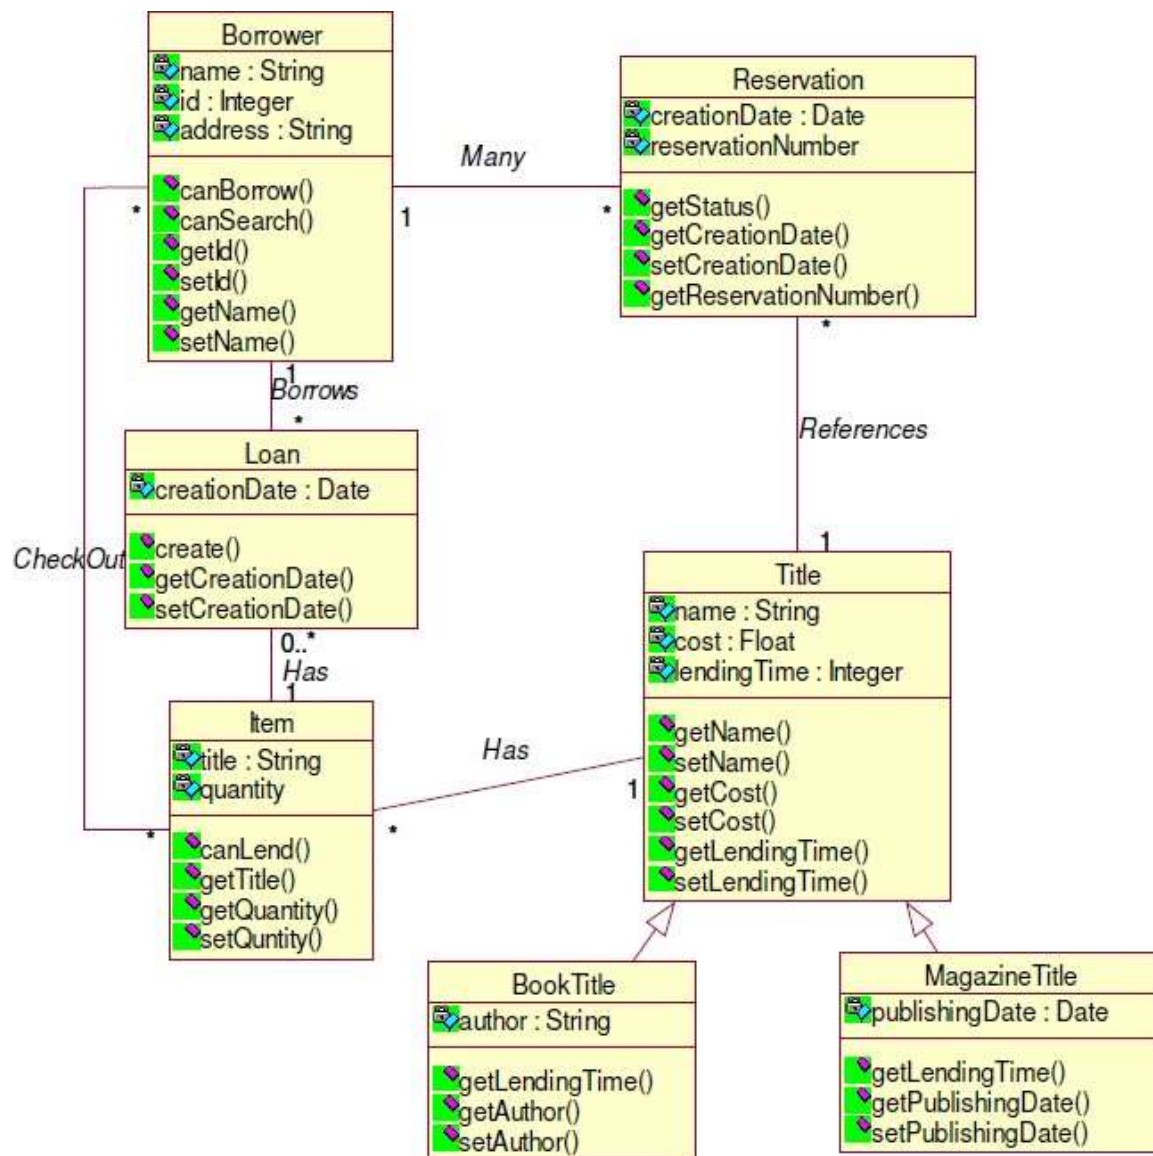 Borrower
name : String
id : Integer
address : String
canBorrow()
canSearch()
getId()
setId()
getName()
setName()
Many
1
*
*
Reservation
creationDate : Date
reservationNumber
getStatus()
getCreationDate()
setCreationDate()
getReservationNumber()
*
References
1
1
Borrows
*
Loan
creationDate : Date
create()
getCreationDate()
setCreationDate()
CheckOut
0..*
Has
1
Item
title : String
quantity
canLend()
getTitle()
getQuantity()
setQuntity()
*
*
Has
1
Title
name : String
cost : Float
lendingTime : Integer
getName()
setName()
getCost()
setCost()
getLendingTime()
setLendingTime()
BookTitle
author : String
getLendingTime()
getAuthor()
setAuthor()
MagazineTitle
publishingDate : Date
getLendingTime()
getPublishingDate()
setPublishingDate()